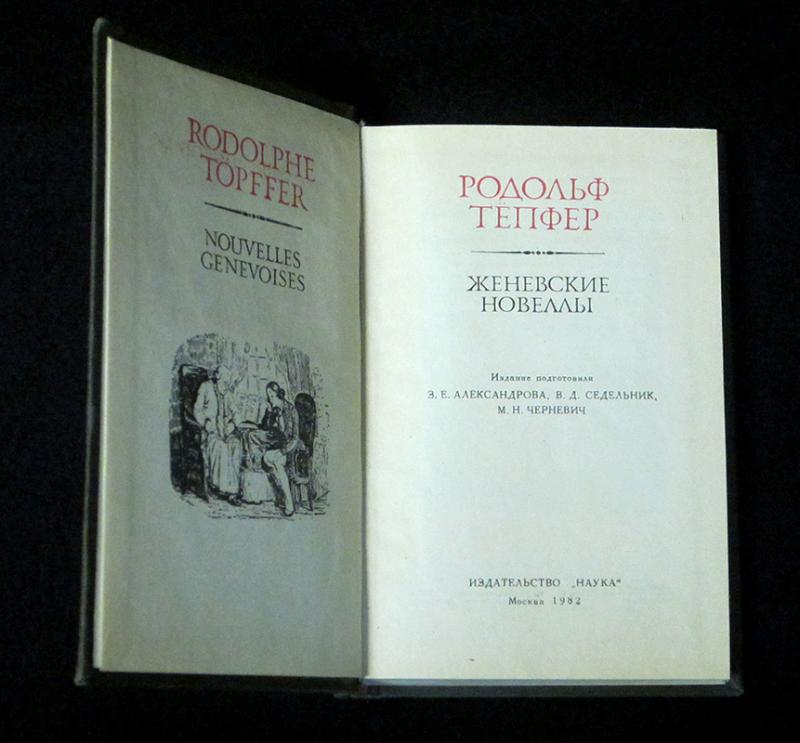 RODOLPHE
TÖPFFER
NOUVELLES
GENEVOISES
РОДОЛЬФ
ТЁПФЕР
ЖЕНЕВСКИЕ
НОВЕЛЛЫ
Издание подготовили
З. Е. АЛЕКСАНДРОВА, В. Д. СЕДЕЛЬНИК,
М. Н. ЧЕРНЕВИЧ
ИЗДАТЕЛЬСТВО „НАУКА“
Москва 1982